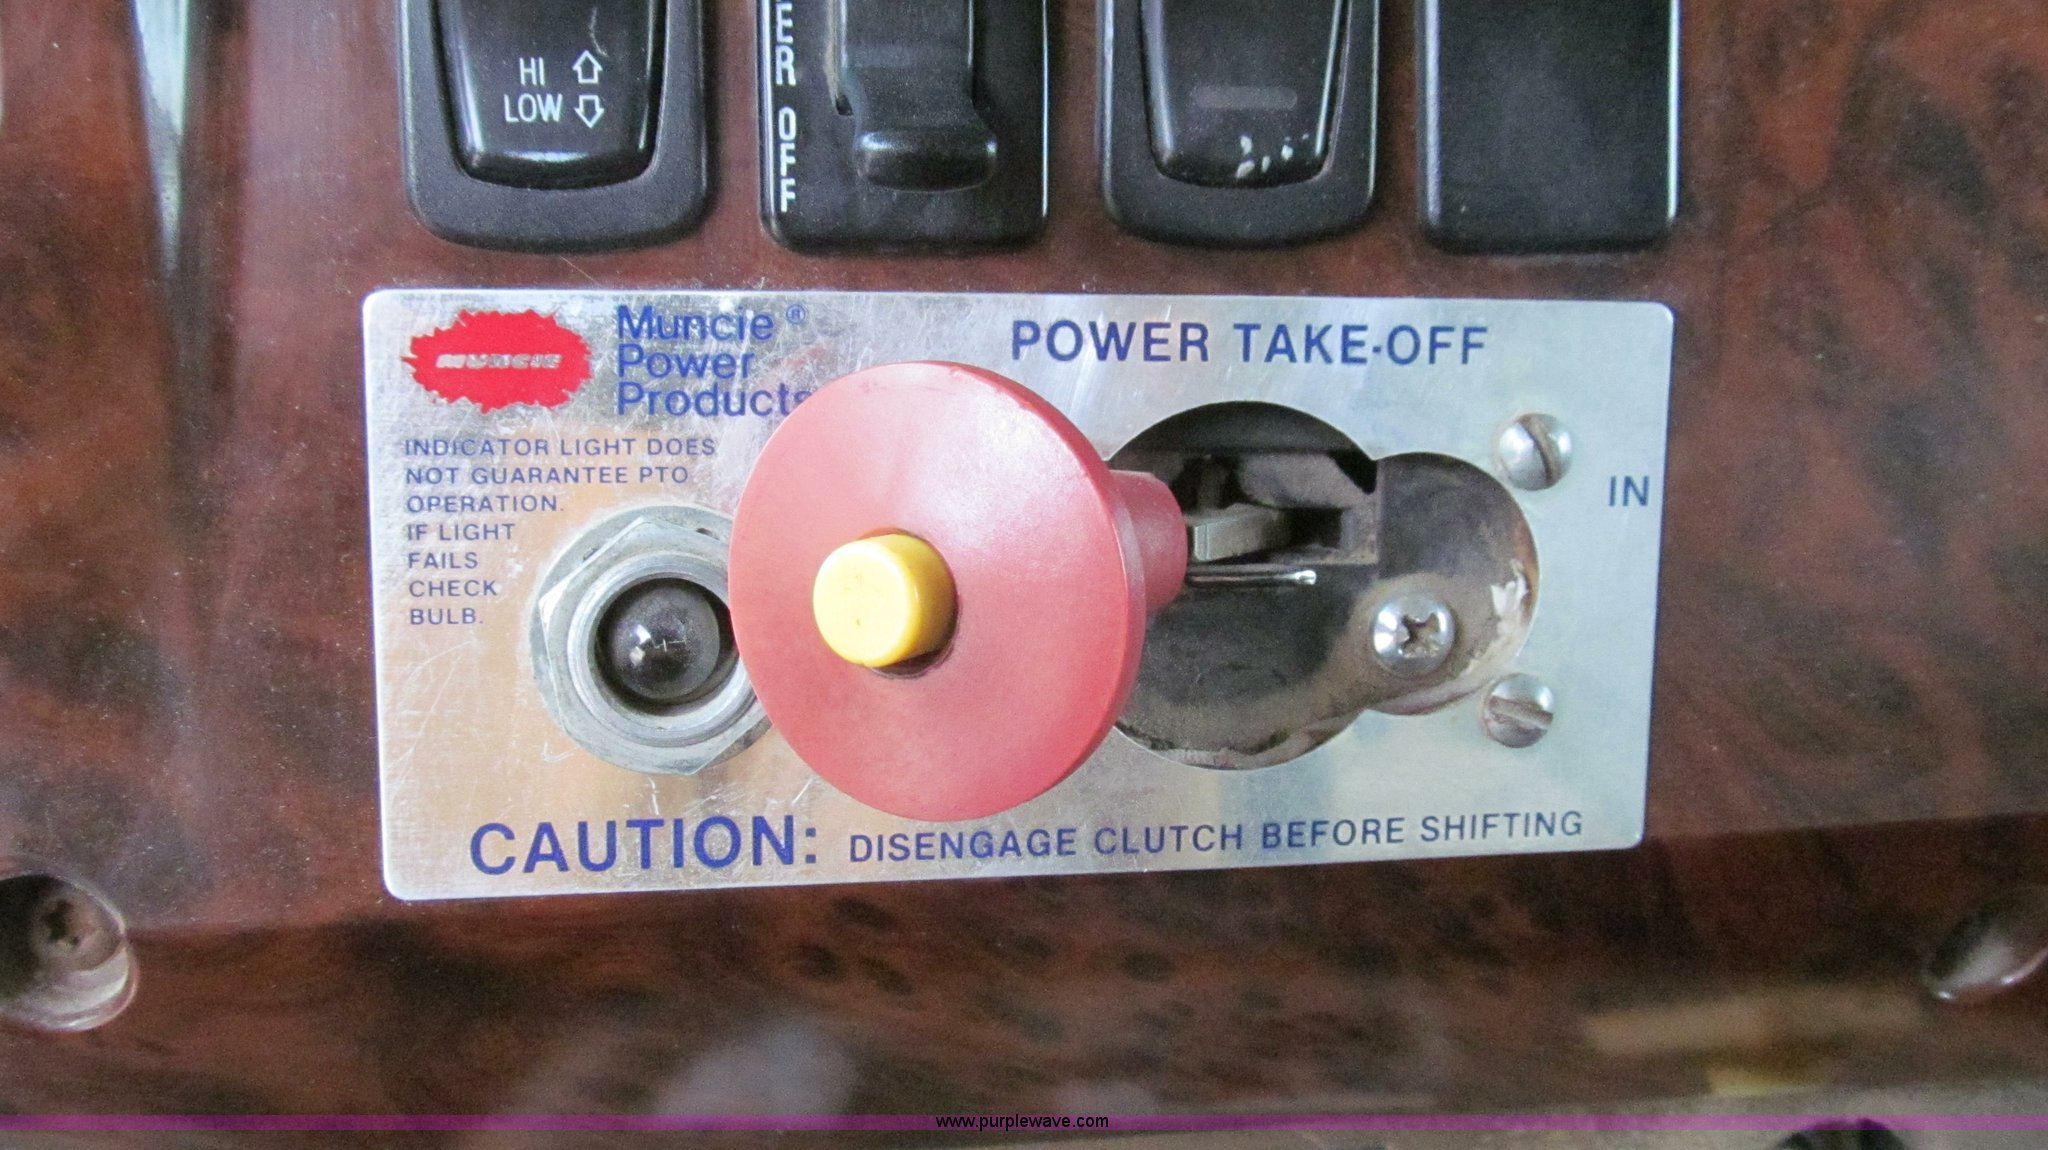 HI
LOW
ER OFF
MUNCIE
Muncie®
Power
Products
POWER TAKE-OFF
INDICATOR LIGHT DOES
NOT GUARANTEE PTO
OPERATION.
IF LIGHT
FAILS
CHECK
BULB.
IN
CAUTION: DISENGAGE CLUTCH BEFORE SHIFTING
www.purplewave.com